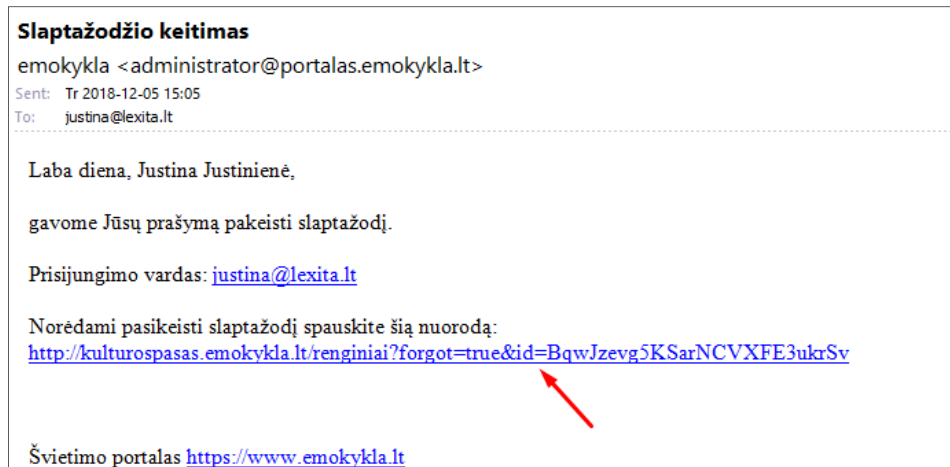 Slaptažodžio keitimas
emokykla <administrator@portalas.emokykla.lt>
Sent: Tr 2018-12-05 15:05
To: justina@lexita.lt
Laba diena, Justina Justinienė,
gavome Jūsų prašymą pakeisti slaptažodį.
Prisijungimo vardas: justina@lexita.lt
Norėdami pasikeisti slaptažodį spauskite šią nuorodą:
http://kulturospasas.emokykla.lt/renginiai?forgot=true&id=BqwJzevg5KSarNCVXFE3ukrSv
Švietimo portalas https://www.emokykla.lt